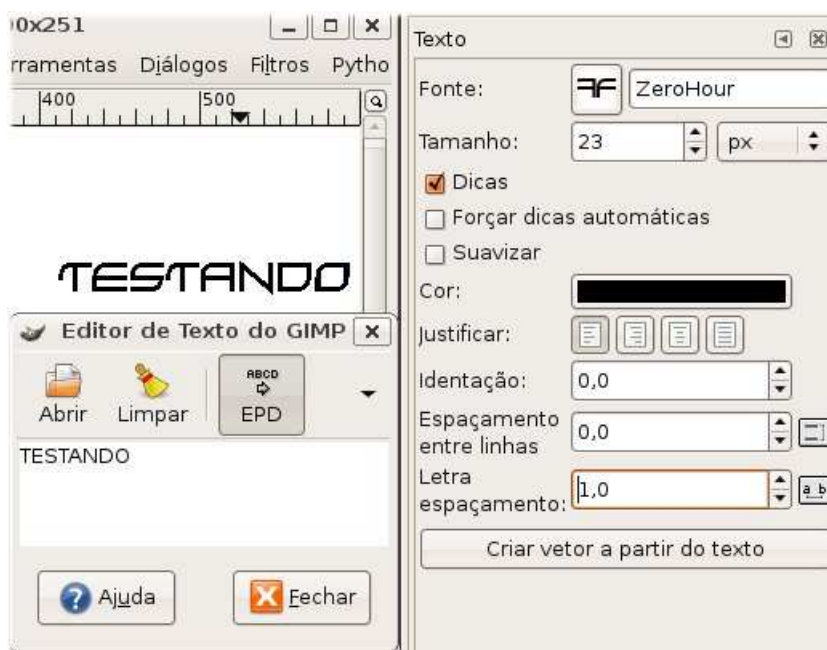 00x251
rramentas Diálogos Filtros Pytho
400 500
TESTANDO
Editor de Texto do GIMP
Abrir Limpar ABCD EPD
TESTANDO
Ajuda Fechar
Texto
Fonte: ZeroHour
Tamanho: 23 px
Dicas
Forçar dicas automáticas
Suavizar
Cor:
Justificar:
Identação: 0,0
Espaçamento
entre linhas 0,0
Letra
espaçamento: 1,0 a b
Criar vetor a partir do texto